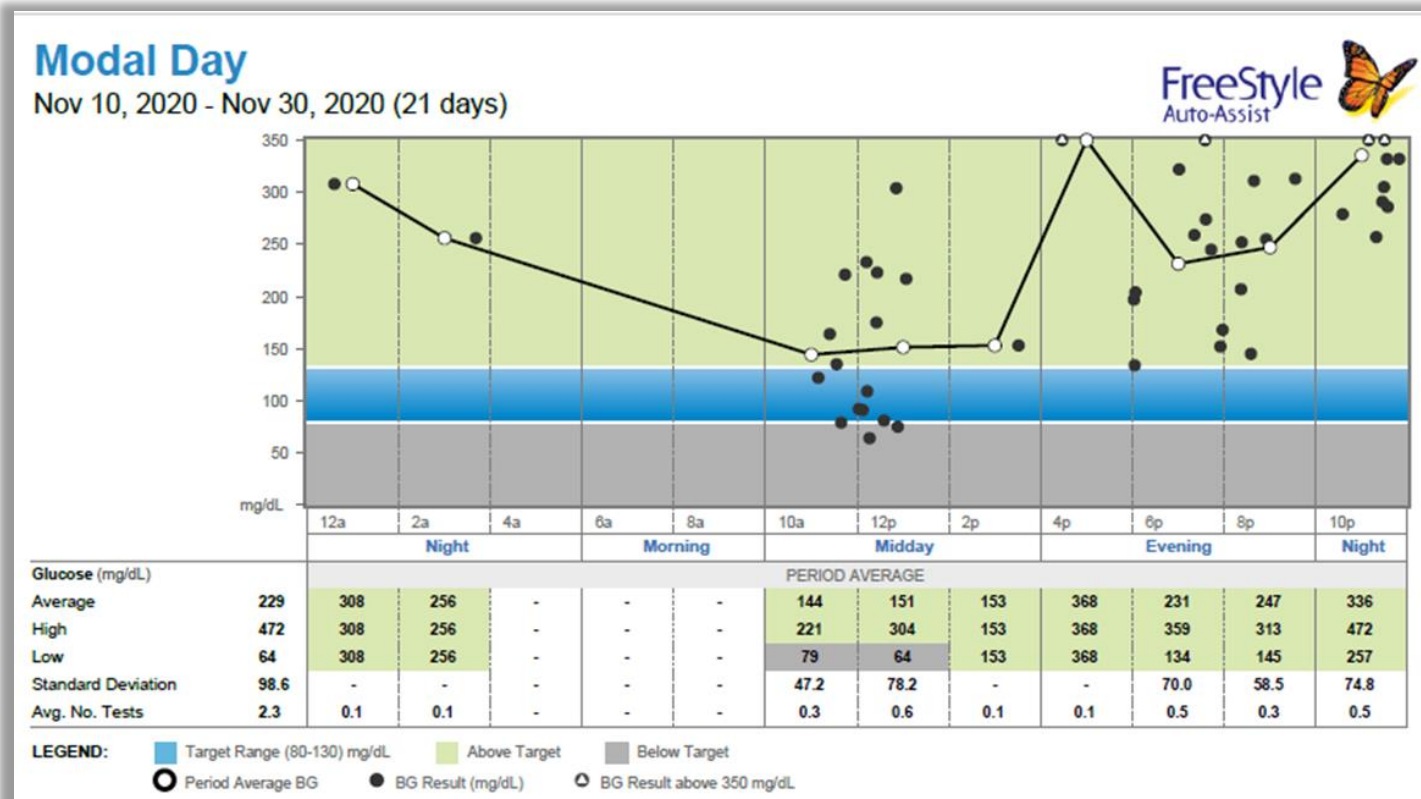 Modal Day
Nov 10, 2020 - Nov 30, 2020 (21 days)
FreeStyle
Auto-Assist
350
300
250
200
150
100
50
mg/dL
12a 2a 4a 6a 8a 10a 12p 2p 4p 6p 8p 10p
Night Morning Midday Evening Night
Glucose (mg/dL) PERIOD AVERAGE
Average 229 308 256 - - - 144 151 153 368 231 247 336
High 472 308 256 - - - 221 304 153 368 359 313 472
Low 64 308 256 - - - 79 64 153 368 134 145 257
Standard Deviation 98.6 - - - - - 47.2 78.2 - - 70.0 58.5 74.8
Avg. No. Tests 2.3 0.1 0.1 - - - 0.3 0.6 0.1 0.1 0.5 0.3 0.5
LEGEND: Target Range (80-130) mg/dL Above Target Below Target
Period Average BG BG Result (mg/dL) BG Result above 350 mg/dL